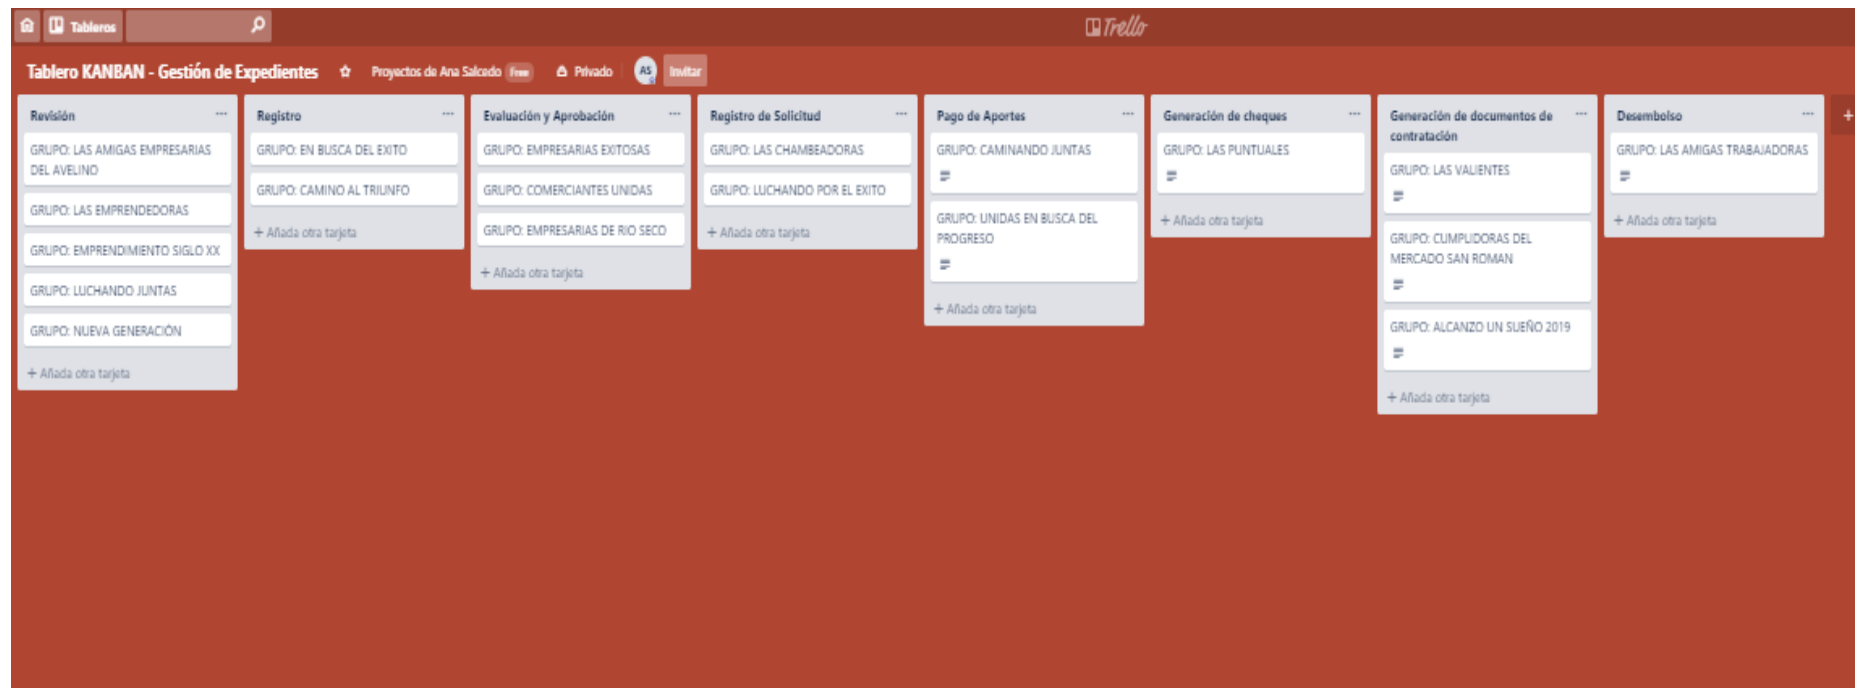 Tableros
Trello
Tablero KANBAN - Gestión de Expedientes
Proyectos de Ana Salcedo Free
Privado
AS
Invitar
Revisión
GRUPO: LAS AMIGAS EMPRESARIAS
DEL AVELINO
GRUPO: LAS EMPRENDEDORAS
GRUPO: EMPRENDIMIENTO SIGLO XX
GRUPO: LUCHANDO JUNTAS
GRUPO: NUEVA GENERACIÓN
+ Añada otra tarjeta
Registro
GRUPO: EN BUSCA DEL EXITO
GRUPO: CAMINO AL TRIUNFO
+ Añada otra tarjeta
Evaluación y Aprobación
GRUPO: EMPRESARIAS EXITOSAS
GRUPO: COMERCIANTES UNIDAS
GRUPO: EMPRESARIAS DE RIO SECO
+ Añada otra tarjeta
Registro de Solicitud
GRUPO: LAS CHAMBEADORAS
GRUPO: LUCHANDO POR EL EXITO
+ Añada otra tarjeta
Pago de Aportes
GRUPO: CAMINANDO JUNTAS
GRUPO: UNIDAS EN BUSCA DEL
PROGRESO
+ Añada otra tarjeta
Generación de cheques
GRUPO: LAS PUNTUALES
+ Añada otra tarjeta
Generación de documentos de
contratación
GRUPO: LAS VALIENTES
GRUPO: CUMPLIDORAS DEL
MERCADO SAN ROMAN
GRUPO: ALCANZO UN SUEÑO 2019
+ Añada otra tarjeta
Desembolso
GRUPO: LAS AMIGAS TRABAJADORAS
+ Añada otra tarjeta